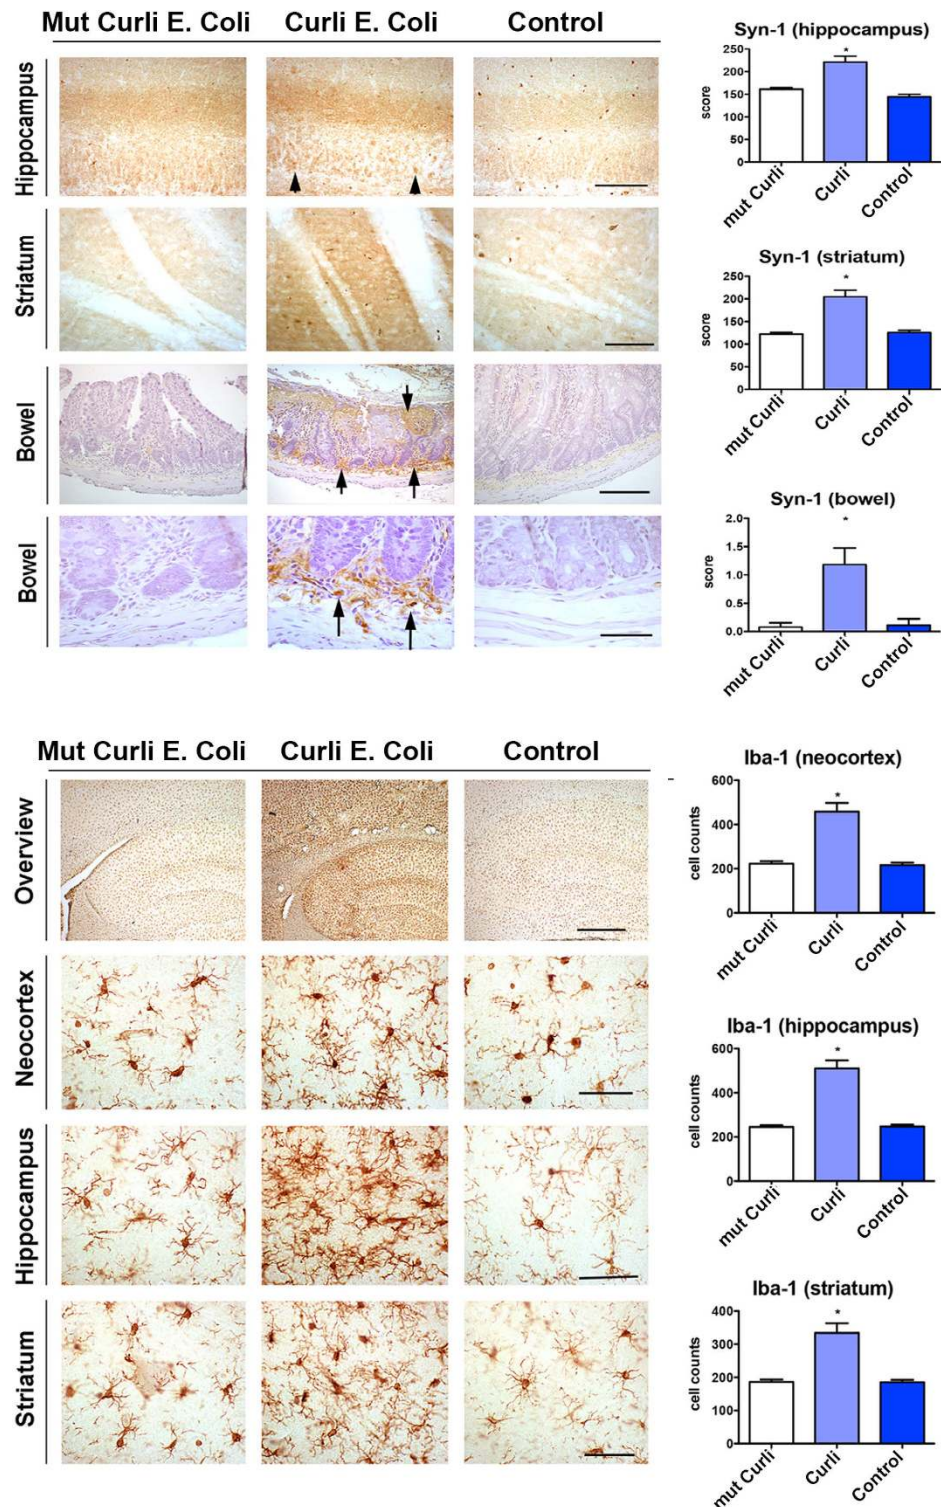 Mut Curli E. Coli Curli E. Coli Control
Hippocampus
Striatum
Bowel
Bowel
Syn-1 (hippocampus)
score
250
200
150
100
50
0
*
mut Curli Curli Control
Syn-1 (striatum)
score
250
200
150
100
50
0
*
mut Curli Curli Control
Syn-1 (bowel)
score
2.0
1.5
1.0
0.5
0.0
*
mut Curli Curli Control
Mut Curli E. Coli Curli E. Coli Control
Overview
Neocortex
Hippocampus
Striatum
Iba-1 (neocortex)
cell counts
600
400
200
0
*
mut Curli Curli Control
Iba-1 (hippocampus)
cell counts
600
400
200
0
*
mut Curli Curli Control
Iba-1 (striatum)
cell counts
400
300
200
100
0
*
mut Curli Curli Control